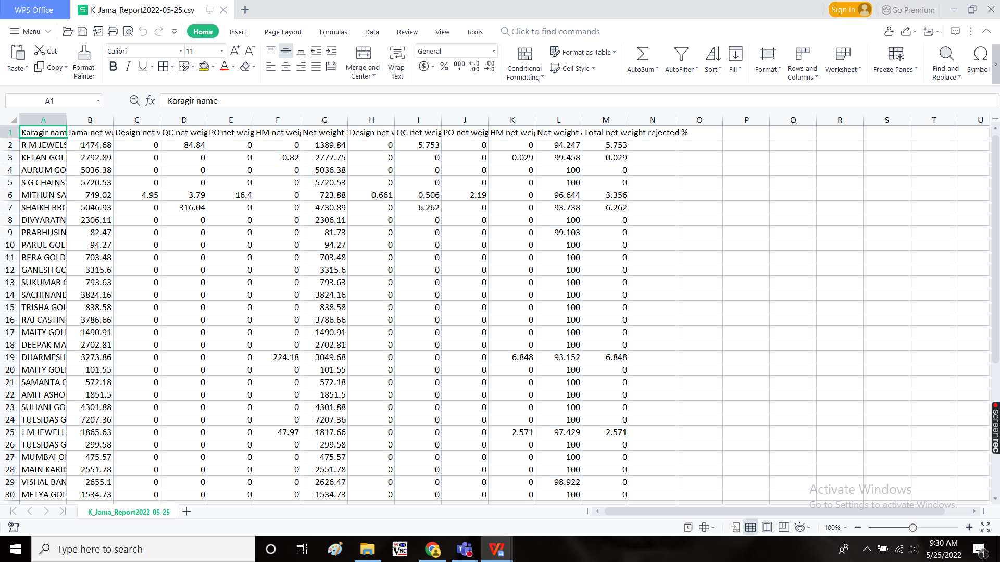 WPS Office K_Jama_Report2022-05-25.csv Sign in Go Premium
Menu Home Insert Page Layout Formulas Data Review View Tools Click to find commands
Paste Cut Copy Format Painter Calibri 11 Merge and Center Wrap Text General Conditional Formatting Format as Table Cell Style AutoSum AutoFilter Sort Fill Format Rows and Columns Worksheet Freeze Panes Find and Replace Symbol
A1 fx Karagir name
A B C D E F G H I J K L M N O P Q R S T U
1 Karagir nam Jama net we Design net w QC net weig PO net weig HM net wei Net weight Design net w QC net weig PO net weig HM net wei Net weight Total net weight rejected %
2 R M JEWELS 1474.68 0 84.84 0 0 1389.84 0 5.753 0 0 94.247 5.753
3 KETAN GOL 2792.89 0 0 0 0.82 2777.75 0 0 0 0.029 99.458 0.029
4 AURUM GO 5036.38 0 0 0 0 5036.38 0 0 0 0 100 0
5 S G CHAINS 5720.53 0 0 0 0 5720.53 0 0 0 0 100 0
6 MITHUN SA 749.02 4.95 3.79 16.4 0 723.88 0.661 0.506 2.19 0 96.644 3.356
7 SHAIKH BRO 5046.93 0 316.04 0 0 4730.89 0 6.262 0 0 93.738 6.262
8 DIVYARATN 2306.11 0 0 0 0 2306.11 0 0 0 0 100 0
9 PRABHUSIN 82.47 0 0 0 0 81.73 0 0 0 0 99.103 0
10 PARUL GOL 94.27 0 0 0 0 94.27 0 0 0 0 100 0
11 BERA GOLD 703.48 0 0 0 0 703.48 0 0 0 0 100 0
12 GANESH GO 3315.6 0 0 0 0 3315.6 0 0 0 0 100 0
13 SUKUMAR G 793.63 0 0 0 0 793.63 0 0 0 0 100 0
14 SACHINAND 3824.16 0 0 0 0 3824.16 0 0 0 0 100 0
15 TRISHA GOL 838.58 0 0 0 0 838.58 0 0 0 0 100 0
16 RAJ CASTIN 3786.66 0 0 0 0 3786.66 0 0 0 0 100 0
17 MAITY GOL 1490.91 0 0 0 0 1490.91 0 0 0 0 100 0
18 DEEPAK MA 2702.81 0 0 0 0 2702.81 0 0 0 0 100 0
19 DHARMESH 3273.86 0 0 0 224.18 3049.68 0 0 0 6.848 93.152 6.848
20 MAITY GOL 101.55 0 0 0 0 101.55 0 0 0 0 100 0
21 SAMANTA G 572.18 0 0 0 0 572.18 0 0 0 0 100 0
22 AMIT ASHO 1851.5 0 0 0 0 1851.5 0 0 0 0 100 0
23 SUHANI GO 4301.88 0 0 0 0 4301.88 0 0 0 0 100 0
24 TULSIDAS G 7207.36 0 0 0 0 7207.36 0 0 0 0 100 0
25 J M JEWELL 1865.63 0 0 0 47.97 1817.66 0 0 0 2.571 97.429 2.571
26 TULSIDAS G 299.58 0 0 0 0 299.58 0 0 0 0 100 0
27 MUMBAI O 475.57 0 0 0 0 475.57 0 0 0 0 100 0
28 MAIN KARIG 2551.78 0 0 0 0 2551.78 0 0 0 0 100 0
29 VISHAL BAN 2655.1 0 0 0 0 2626.47 0 0 0 0 98.922 0
30 METYA GOL 1534.73 0 0 0 0 1534.73 0 0 0 0 100 0
Activate Windows
Go to Settings to activate Windows.
screenrec
K_Jama_Report2022-05-25
100%
Type here to search
VNC
9:30 AM
5/25/2022
1